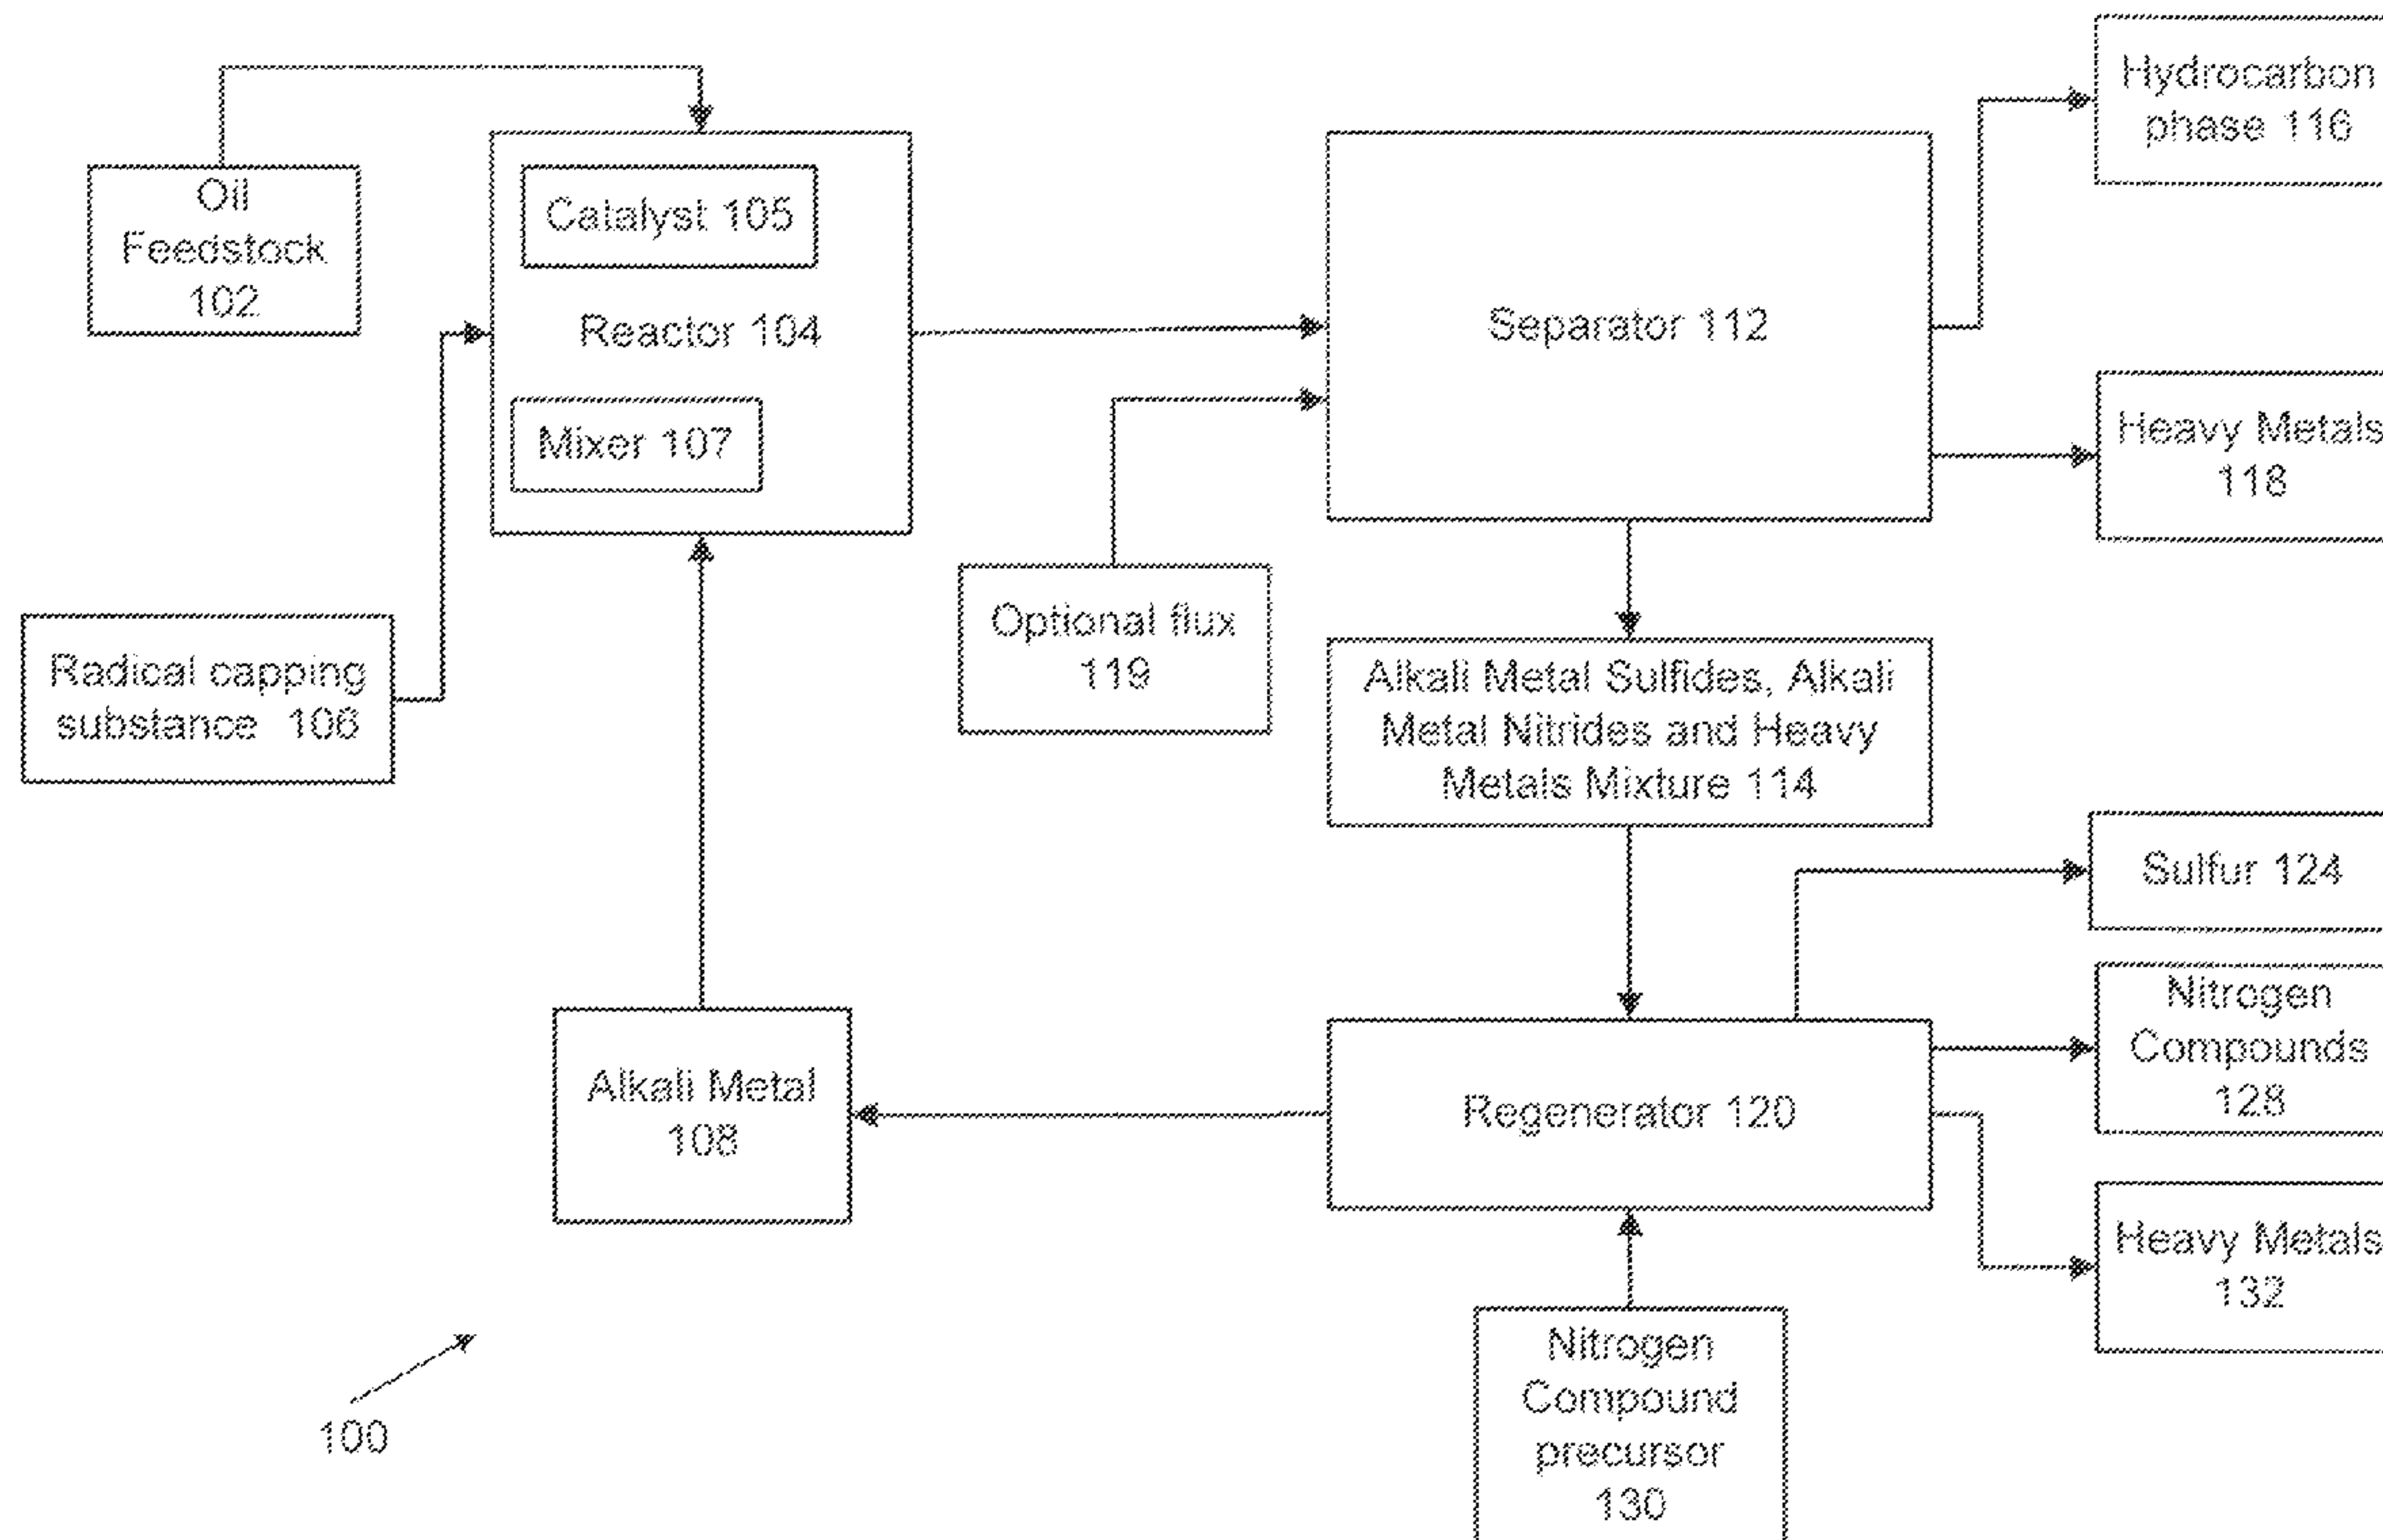 Oil
Feedstock
102
Catalyst 105
Reactor 104
Mixer 107
Separator 112
Hydrocarbon
phase 116
Heavy Metals
118
Radical capping
substance 106
Optional flux
119
Alkali Metal Sulfides, Alkali
Metal Nitrides and Heavy
Metals Mixture 114
Sulfur 124
Alkali Metal
108
Regenerator 120
Nitrogen
Compounds
128
Heavy Metals
132
Nitrogen
Compound
precursor
130
100